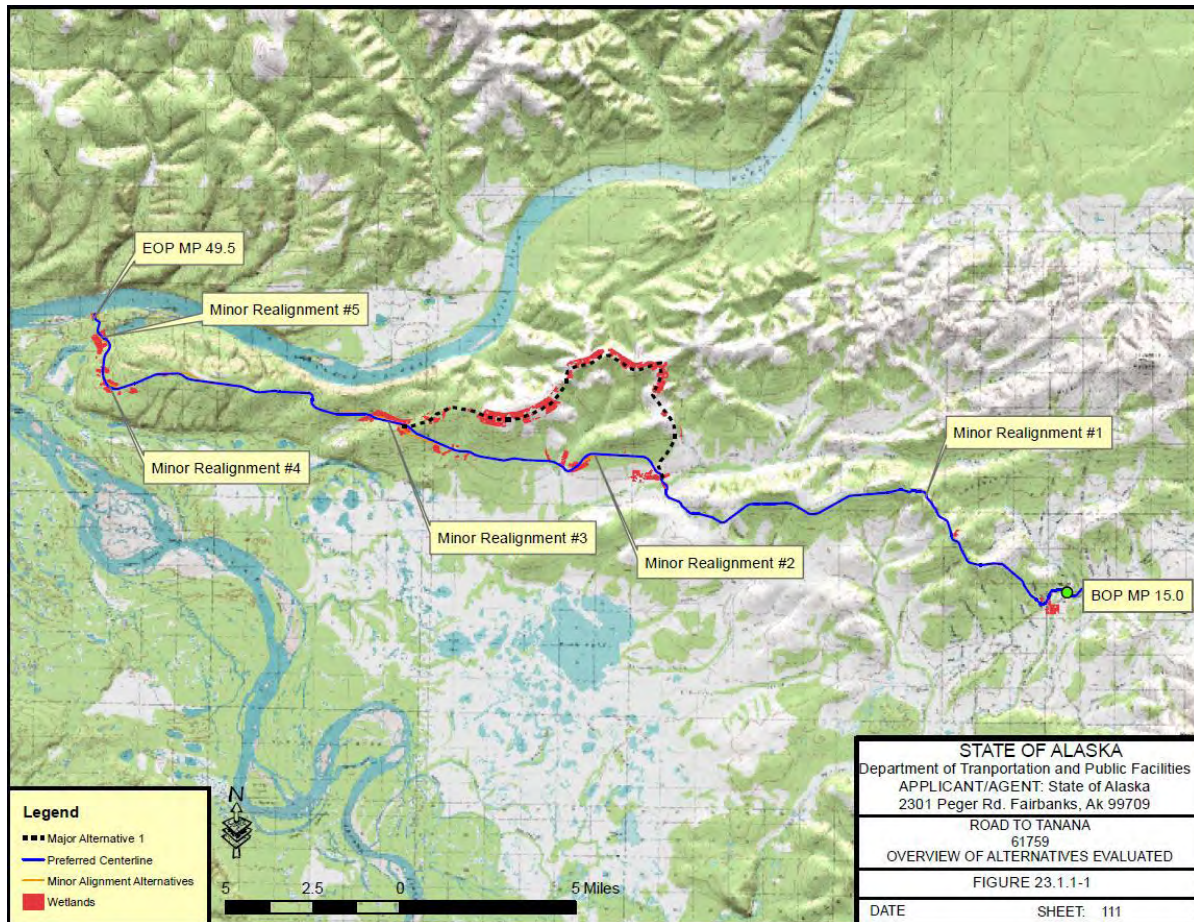 EOP MP 49.5
Minor Realignment #5
Minor Realignment #1
Minor Realignment #4
Minor Realignment #3
Minor Realignment #2
BOP MP 15.0
Legend
Major Alternative 1
Preferred Centerline
Minor Alignment Alternatives
Wetlands
N
5 2.5 0 5 Miles
STATE OF ALASKA
Department of Tranportation and Public Facilities
APPLICANT/AGENT: State of Alaska
2301 Peger Rd. Fairbanks, Ak 99709
ROAD TO TANANA
61759
OVERVIEW OF ALTERNATIVES EVALUATED
FIGURE 23.1.1-1
DATE SHEET: 111